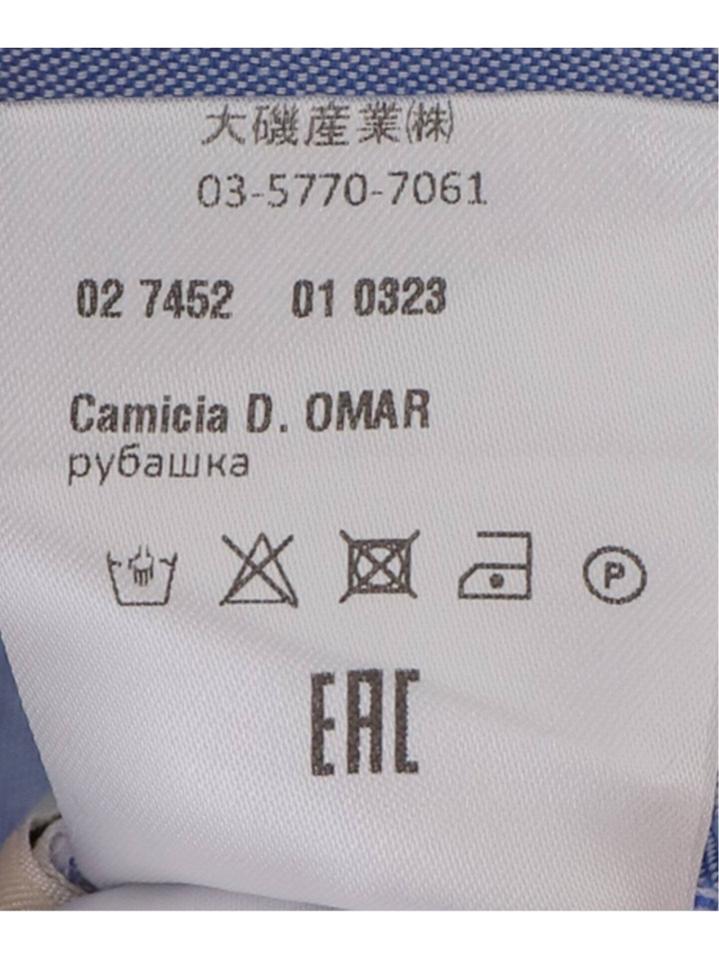 大磯産業㈱
03-5770-7061
02 7452 01 0323
Camicia D. OMAR
рубашка
P
EAC